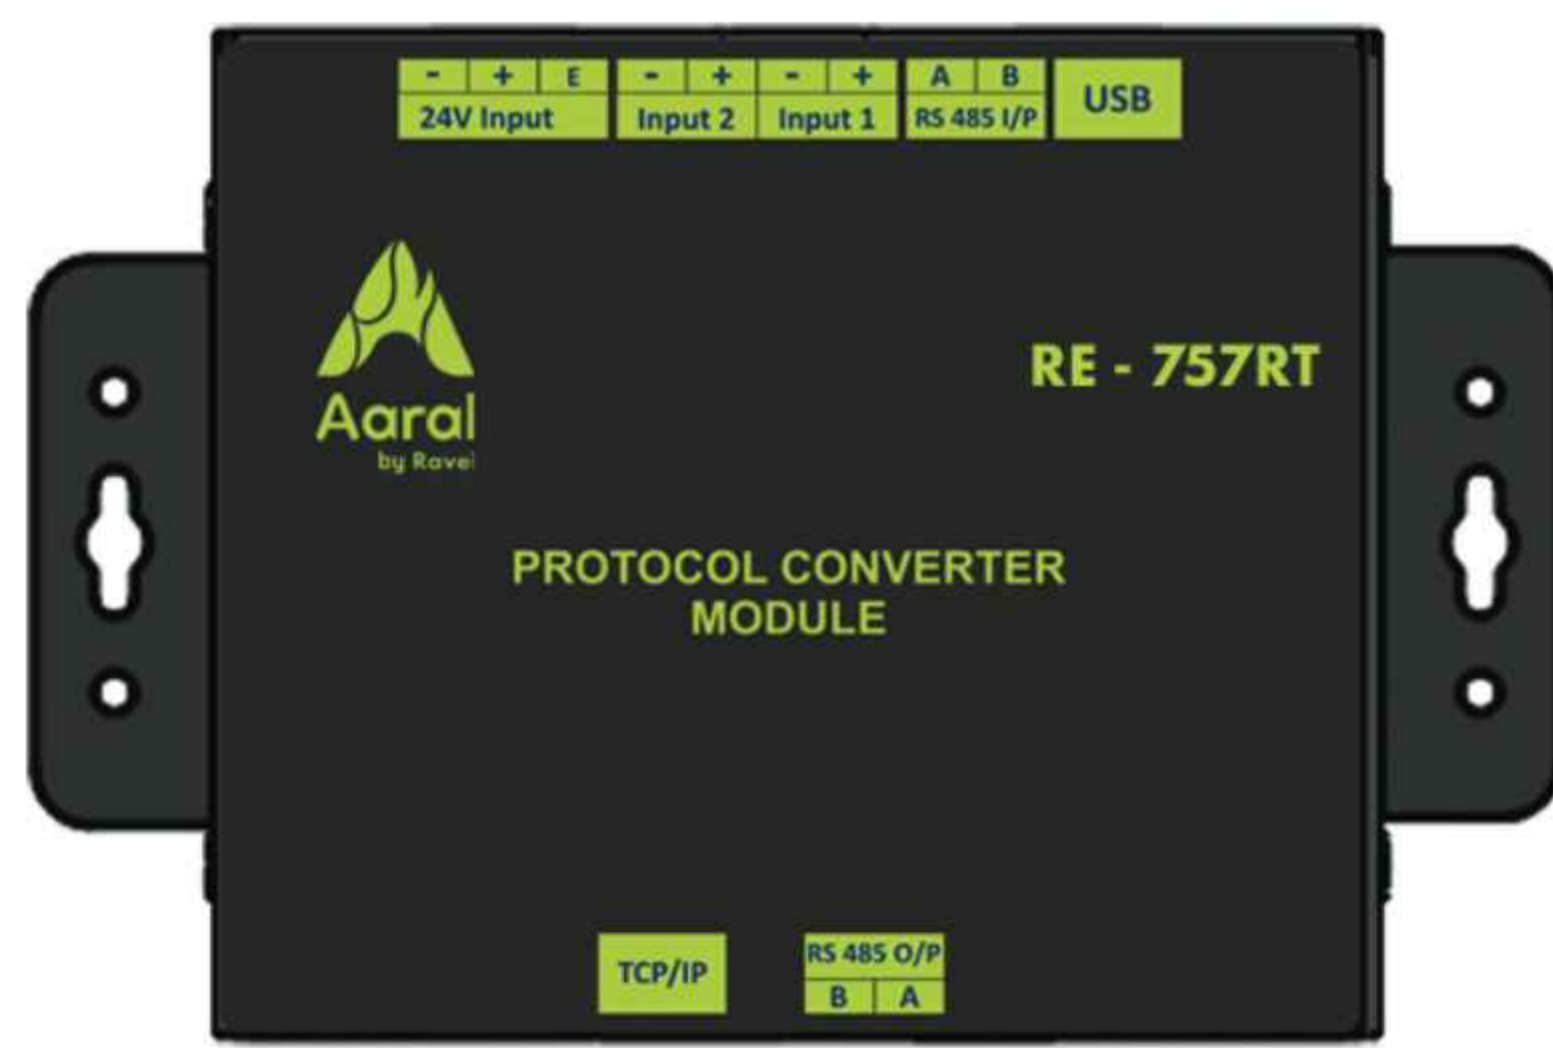 - + E - + - + A B USB
24V Input Input 2 Input 1 RS 485 I/P
RE - 757RT
Aaral
by Ravel
PROTOCOL CONVERTER
MODULE
TCP/IP
RS 485 O/P
B A